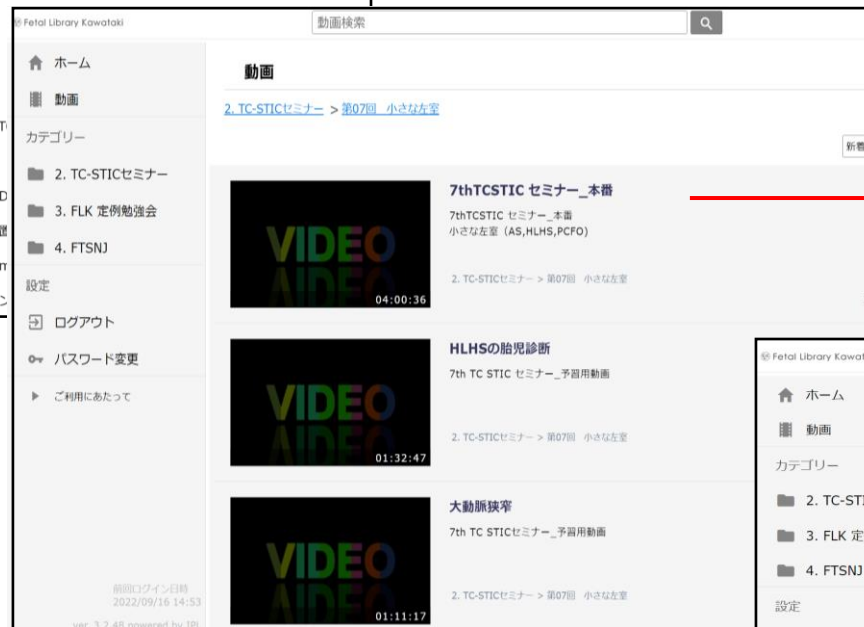 Fetal Library Kawataki
動画検索
ホーム
動画
カテゴリー
2. TC-STICセミナー
3. FLK 定例勉強会
4. FTSNJ
設定
ログアウト
パスワード変更
ご利用にあたって
前回ログイン日時
2022/09/16 14:53
ver. 3.2.48 powered by IPL
動画
2. TC-STICセミナー > 第07回 小さな左室
新着
VIDEO
04:00:36
7thTCSTIC セミナー_本番
7thTCSTIC セミナー_本番
小さな左室（AS,HLHS,PCFO)
2. TC-STICセミナー > 第07回 小さな左室
VIDEO
01:32:47
HLHSの胎児診断
7th TC STIC セミナー_予習用動画
2. TC-STICセミナー > 第07回 小さな左室
VIDEO
01:11:17
大動脈狭窄
7th TC STICセミナー_予習用動画
2. TC-STICセミナー > 第07回 小さな左室
Fetal Library Kawat
ホーム
動画
カテゴリー
2. TC-STI
3. FLK 定
4. FTSNJ
設定